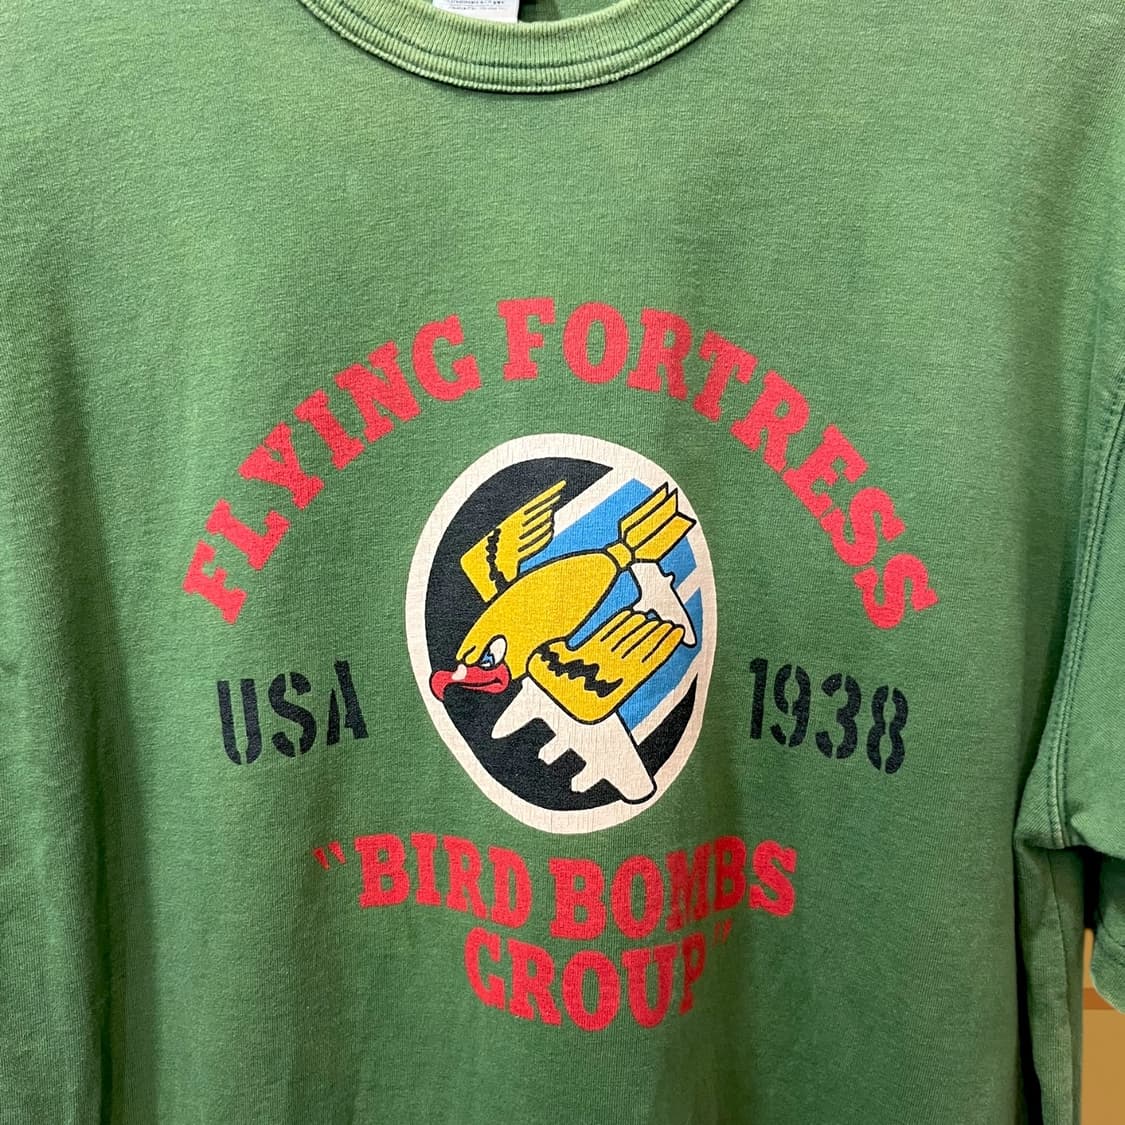 FLYING FORTRESS
USA 1938
"BIRD BOMBS
GROUP"